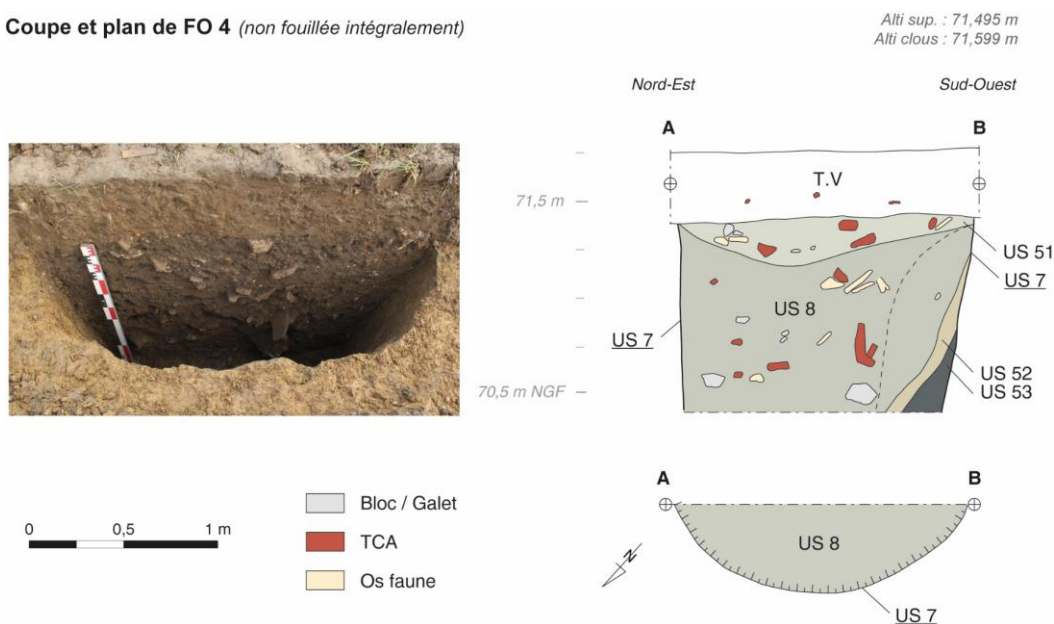 Coupe et plan de FO 4 (non fouillée intégralement)
Alti sup. : 71,495 m
Alti clous : 71,599 m
Nord-Est
Sud-Ouest
A
B
T.V
71,5 m
US 51
US 7
US 8
US 7
US 52
US 53
70,5 m NGF
A
B
Bloc / Galet
0
0,5
1 m
TCA
US 8
N
Os faune
US 7